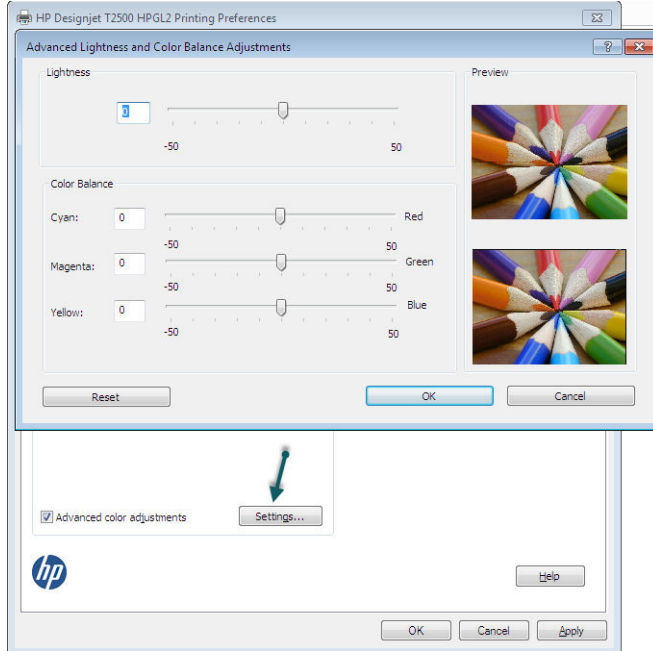 HP Designjet T2500 HPGL2 Printing Preferences
Advanced Lightness and Color Balance Adjustments
Lightness
0
-50 50
Color Balance
Cyan: 0 Red
-50 50
Magenta: 0 Green
-50 50
Yellow: 0 Blue
-50 50
Preview
Reset OK Cancel
Advanced color adjustments Settings...
hp
Help
OK Cancel Apply